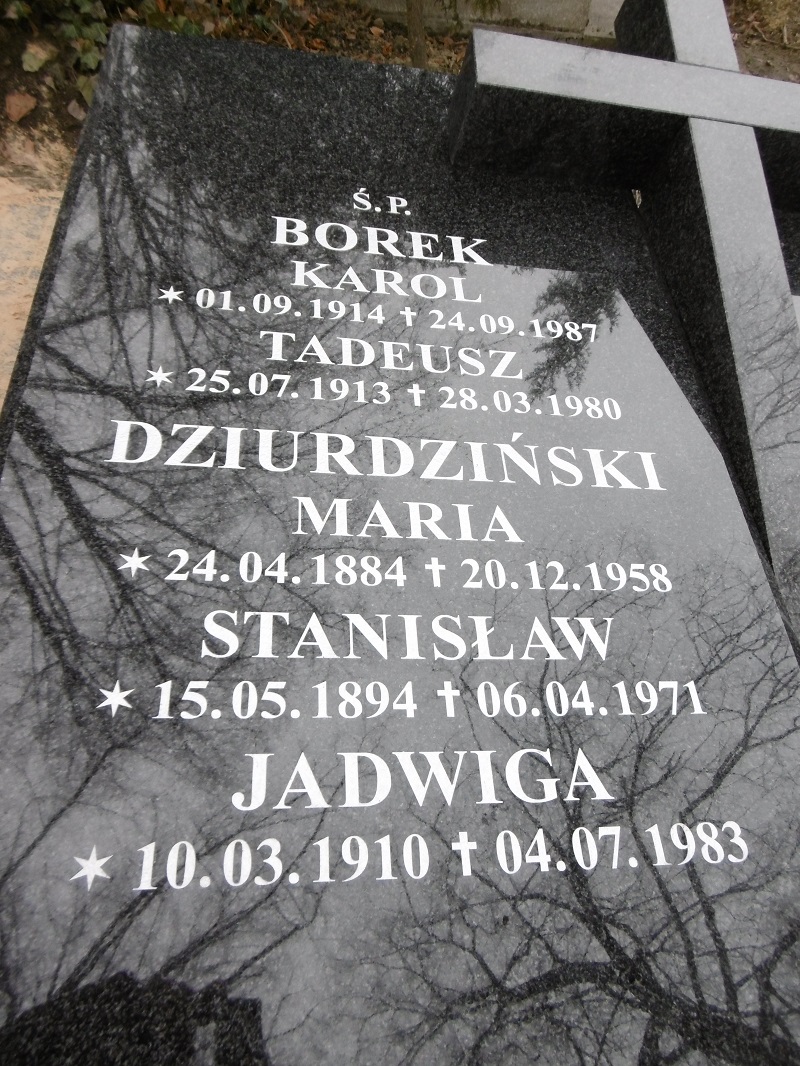 Ś.P.
BOREK
KAROL
✶ 01.09.1914 ✝ 24.09.1987
TADEUSZ
✶ 25.07.1913 ✝ 28.03.1980
DZIURDZIŃSKI
MARIA
✶ 24.04.1884 ✝ 20.12.1958
STANISŁAW
✶ 15.05.1894 ✝ 06.04.1971
JADWIGA
✶ 10.03.1910 ✝ 04.07.1983